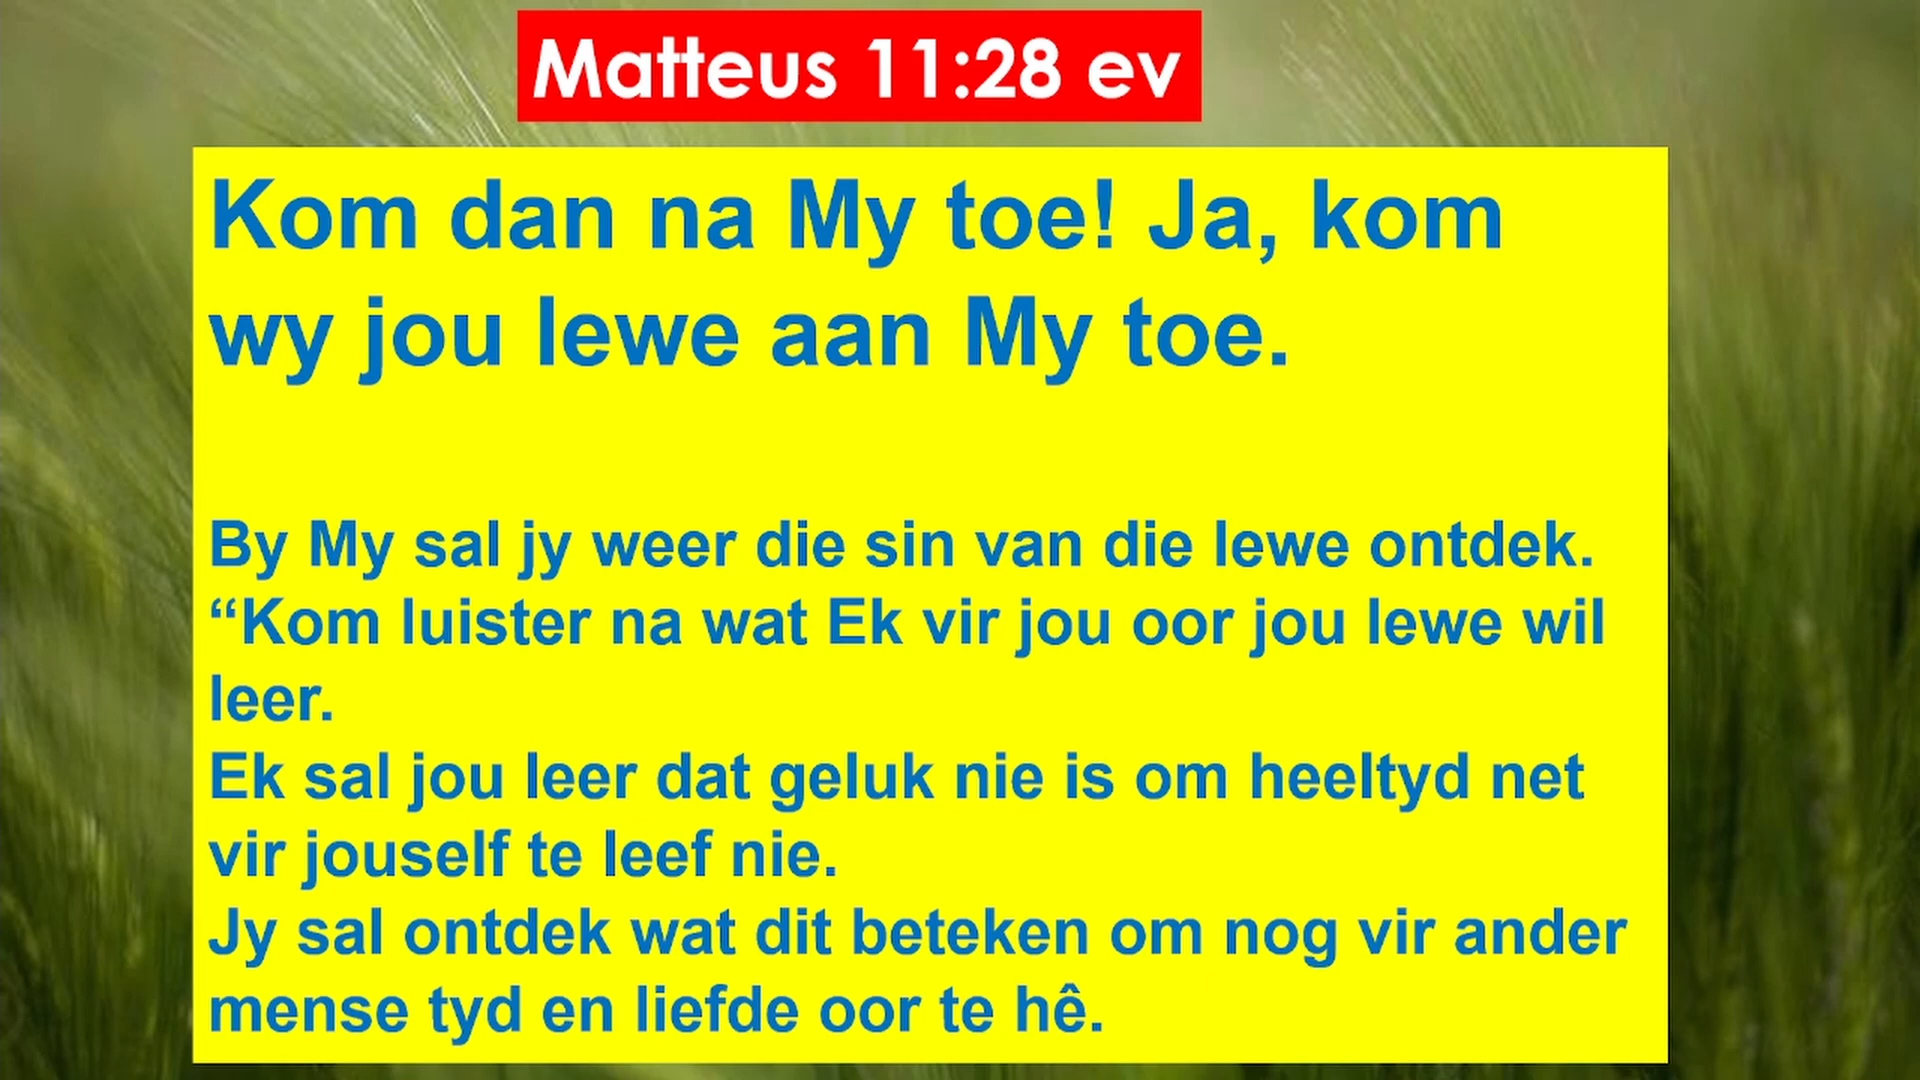 Matteus 11:28 ev
Kom dan na My toe! Ja, kom
wy jou lewe aan My toe.
By My sal jy weer die sin van die lewe ontdek.
“Kom luister na wat Ek vir jou oor jou lewe wil
leer.
Ek sal jou leer dat geluk nie is om heeltyd net
vir jouself te leef nie.
Jy sal ontdek wat dit beteken om nog vir ander
mense tyd en liefde oor te hê.